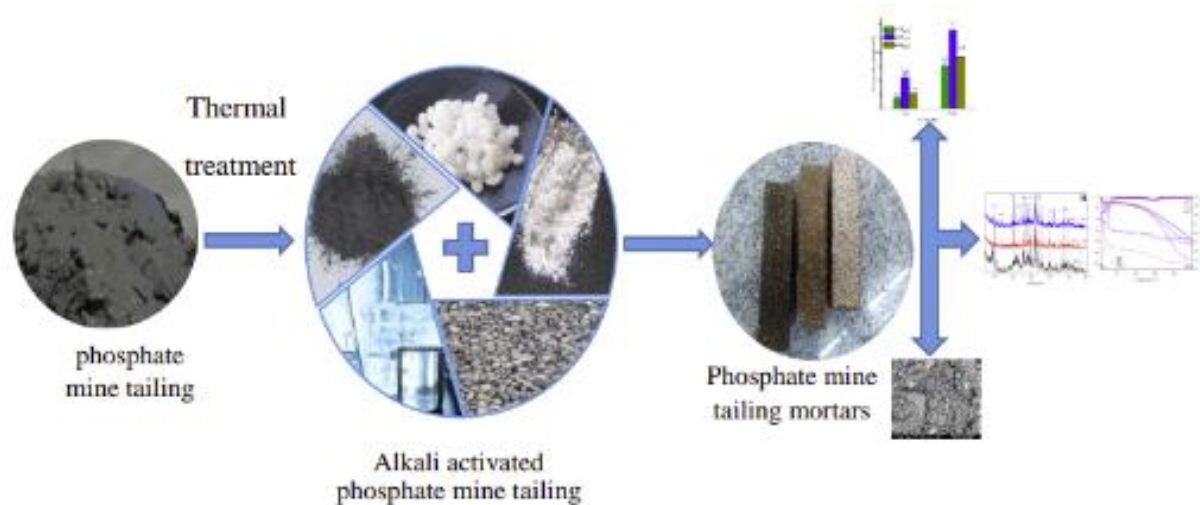 Thermal
treatment
phosphate
mine tailing
Alkali activated
phosphate mine tailing
Phosphate mine
tailing mortars